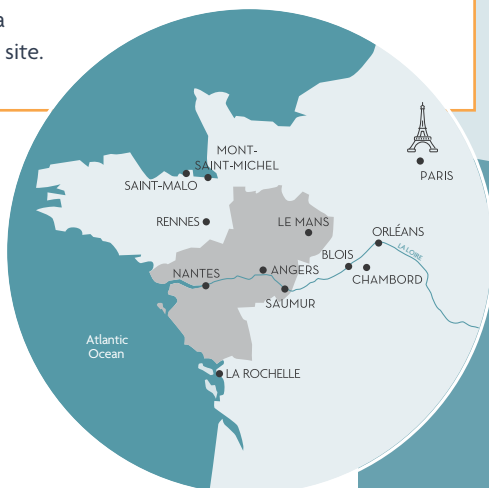 a
site.
MONT-
SAINT-MICHEL
SAINT-MALO
PARIS
RENNES
LE MANS
ORLÉANS
LA LOIRE
BLOIS
NANTES
ANGERS
CHAMBORD
SAUMUR
Atlantic
Ocean
LA ROCHELLE